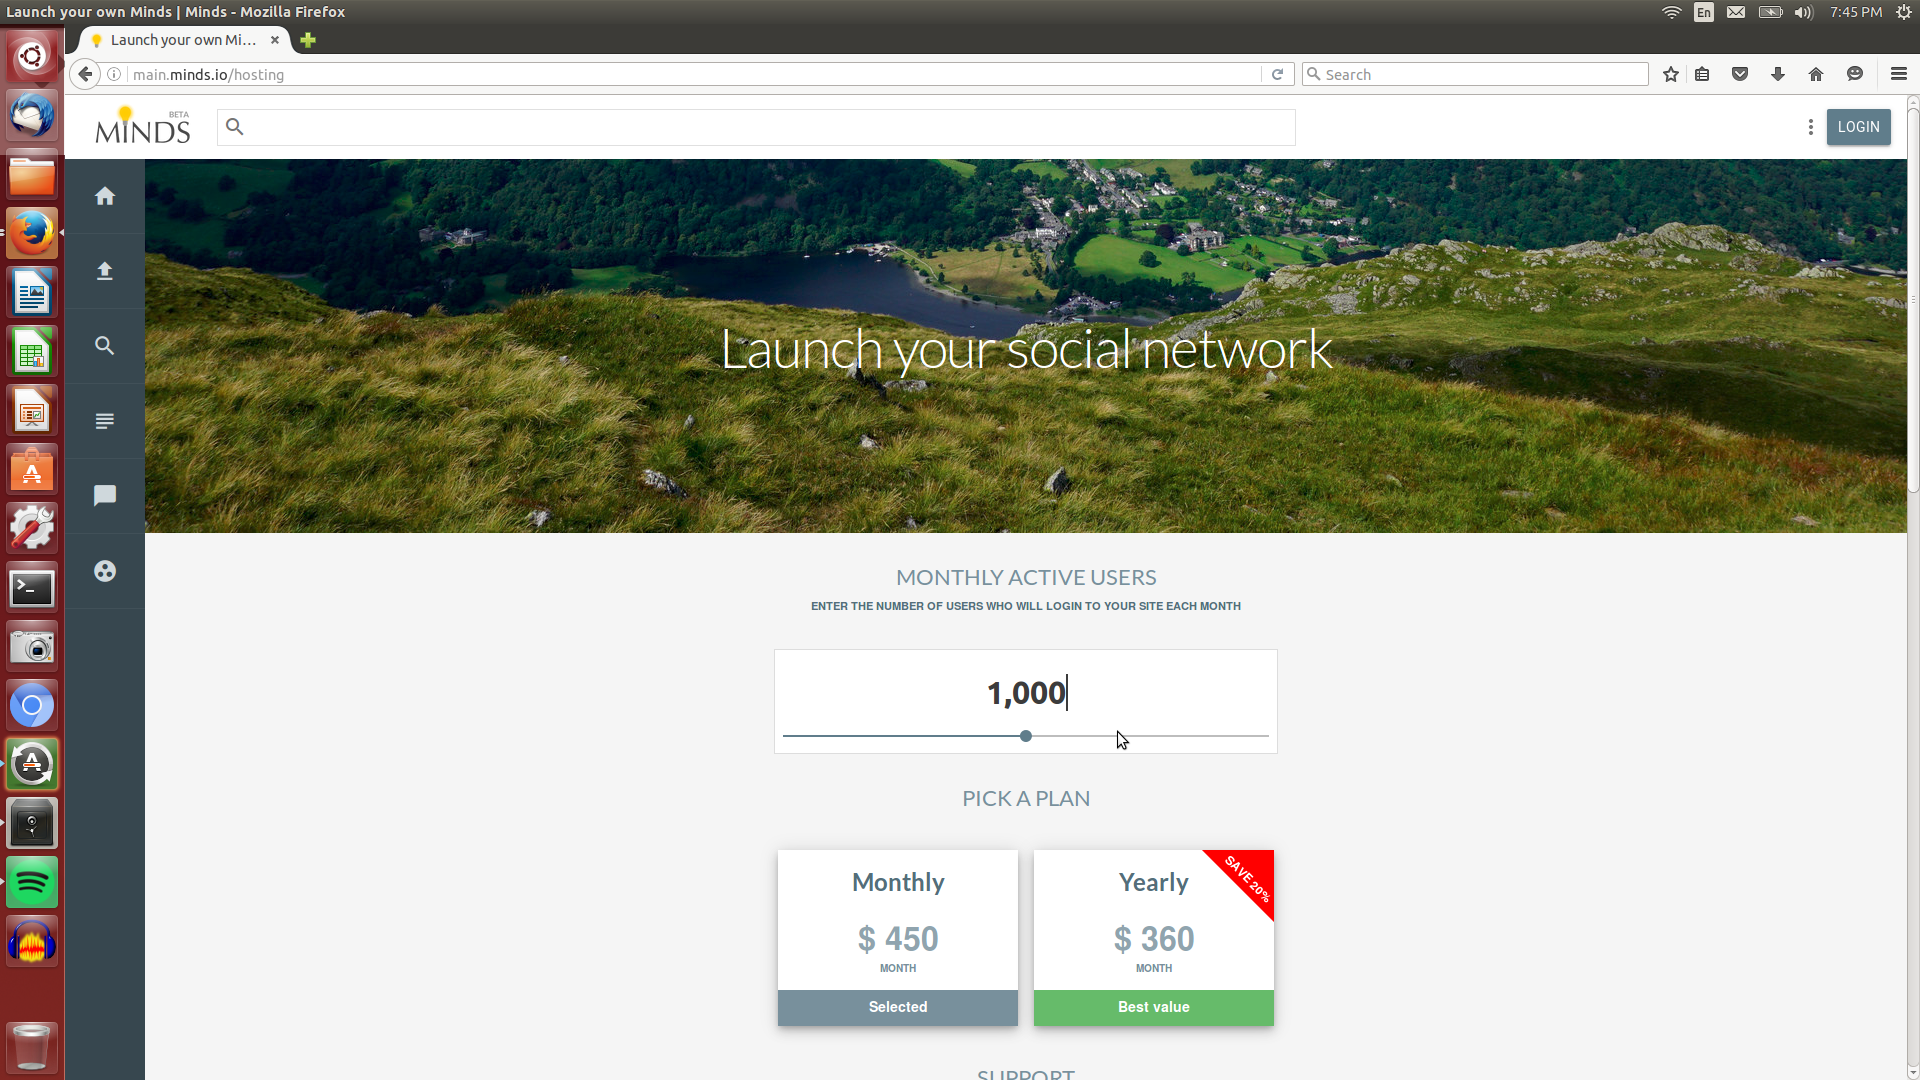 Launch your own Minds | Minds - Mozilla Firefox
En
7:45 PM
Launch your own Mi...
main.minds.io/hosting
Search
BETA
MINDS
LOGIN
Launch your social network
MONTHLY ACTIVE USERS
ENTER THE NUMBER OF USERS WHO WILL LOGIN TO YOUR SITE EACH MONTH
1,000
PICK A PLAN
Monthly
$ 450
MONTH
Selected
Yearly
SAVE 20%
$ 360
MONTH
Best value
SUPPORT